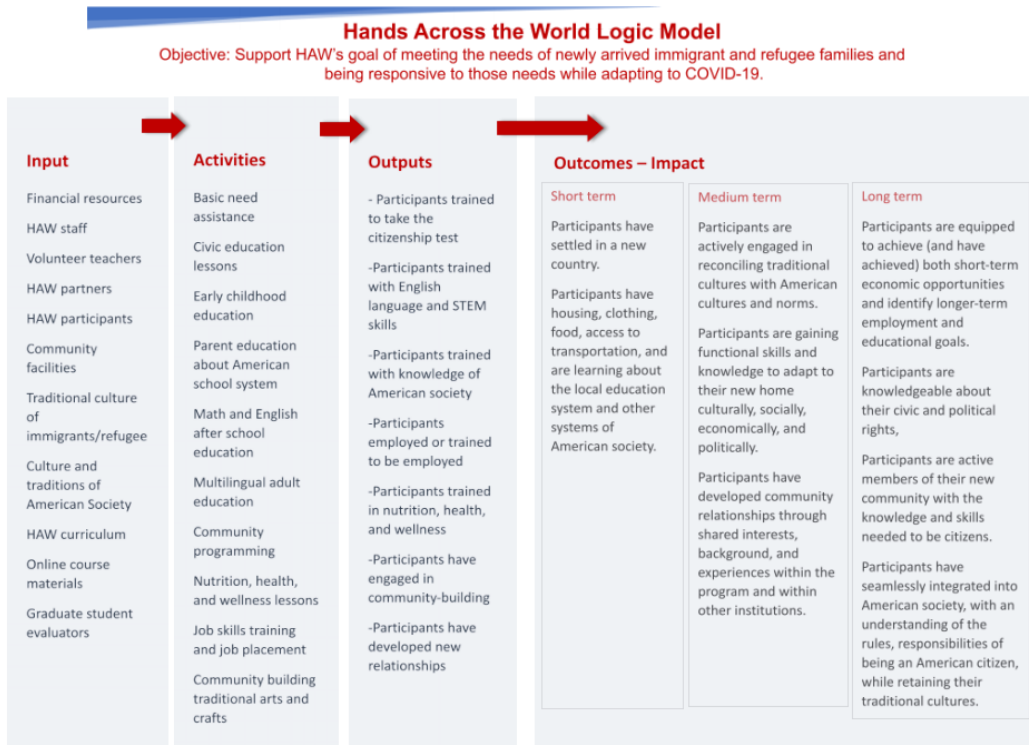 Hands Across the World Logic Model
Objective: Support HAW's goal of meeting the needs of newly arrived immigrant and refugee families and
being responsive to those needs while adapting to COVID-19.
Input
Financial resources
HAW staff
Volunteer teachers
HAW partners
HAW participants
Community
facilities
Traditional culture
of
immigrants/refugee
Culture and
traditions of
American Society
HAW curriculum
Online course
materials
Graduate student
evaluators
Activities
Basic need
assistance
Civic education
lessons
Early childhood
education
Parent education
about American
school system
Math and English
after school
education
Multilingual adult
education
Community
programming
Nutrition, health,
and wellness lessons
Job skills training
and job placement
Community building
traditional arts and
crafts
Outputs
- Participants trained
to take the
citizenship test
-Participants trained
with English
language and STEM
skills
-Participants trained
with knowledge of
American society
-Participants
employed or trained
to be employed
-Participants trained
in nutrition, health,
and wellness
-Participants have
engaged in
community-building
-Participants have
developed new
relationships
Outcomes – Impact
Short term
Participants have
settled in a new
country.
Participants have
housing, clothing,
food, access to
transportation, and
are learning about
the local education
system and other
systems of
American society.
Medium term
Participants are
actively engaged in
reconciling traditional
cultures with American
cultures and norms.
Participants are gaining
functional skills and
knowledge to adapt to
their new home
culturally, socially,
economically, and
politically.
Participants have
developed community
relationships through
shared interests,
background, and
experiences within the
program and within
other institutions.
Long term
Participants are equipped
to achieve (and have
achieved) both short-term
economic opportunities
and identify longer-term
employment and
educational goals.
Participants are
knowledgeable about
their civic and political
rights,
Participants are active
members of their new
community with the
knowledge and skills
needed to be citizens.
Participants have
seamlessly integrated into
American society, with an
understanding of the
rules, responsibilities of
being an American citizen,
while retaining their
traditional cultures.